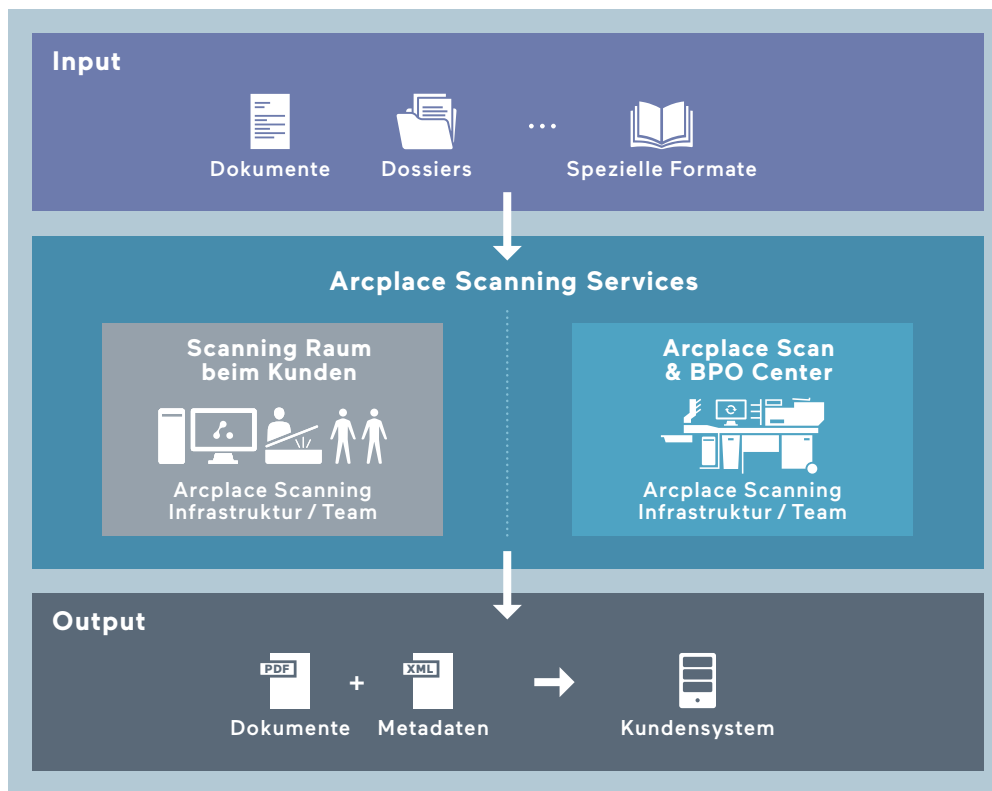 Input
Dokumente
Dossiers
...
Spezielle Formate
Arcplace Scanning Services
Scanning Raum
beim Kunden
Arcplace Scanning
Infrastruktur / Team
Arcplace Scan
& BPO Center
Arcplace Scanning
Infrastruktur / Team
Output
PDF
+
XML
Dokumente
Metadaten
Kundensystem